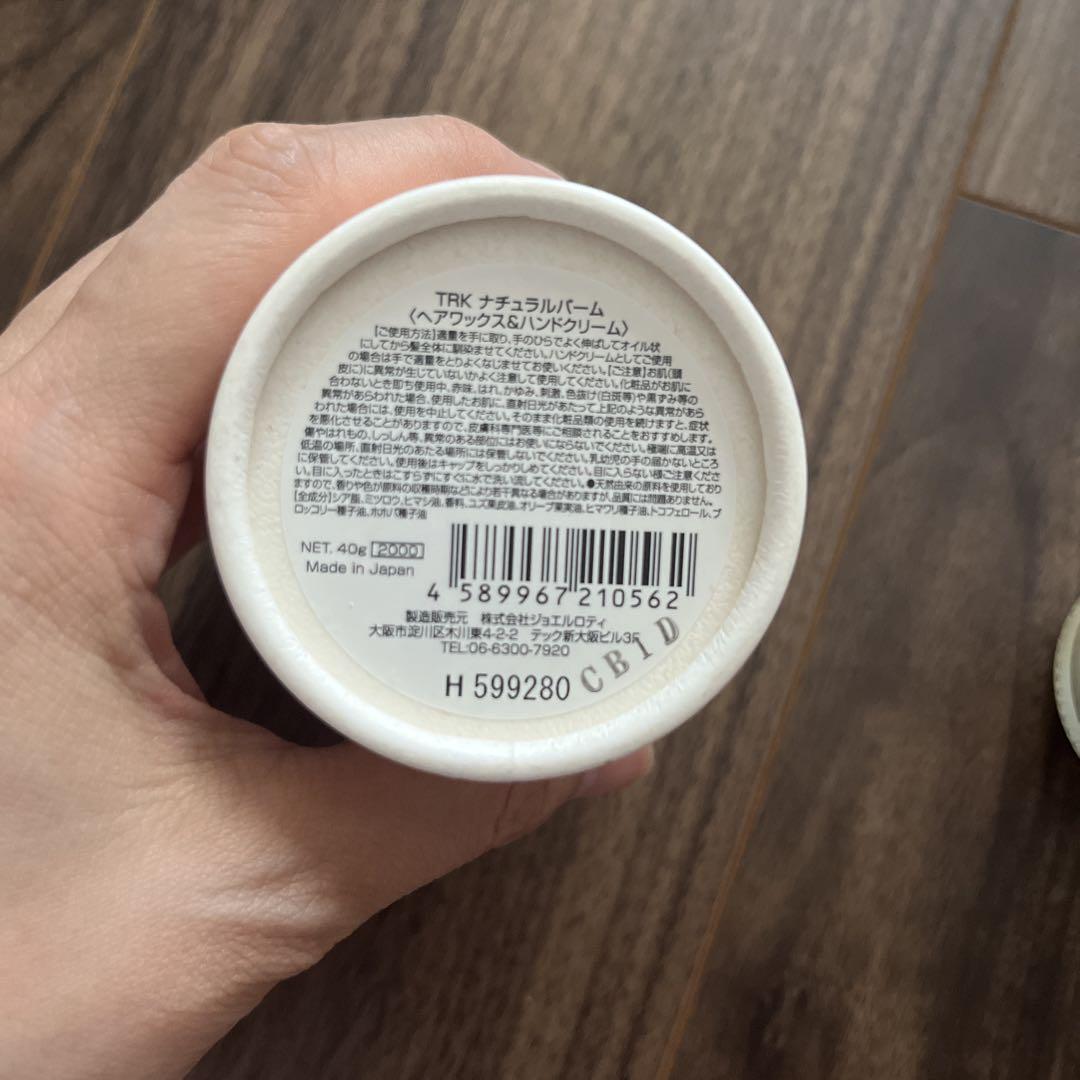 TRK ナチュラルバーム
〈ヘアワックス&ハンドクリーム〉
【ご使用方法】適量を手に取り、手のひらでよく伸ばしてオイル状
にしてから髪全体に馴染ませてください。ハンドクリームとしてご使用
の場合は手で適量をとりよくなじませてお使いください。【ご注意】お肌(頭
皮)に異常が生じていないかよく注意して使用してください。化粧品がお肌に
合わないとき即ち使用中、赤味、はれ、かゆみ、刺激、色抜け(白斑等)や黒ずみ等の
異常があらわれた場合、使用したお肌に、直射日光があたって上記のような異常があら
われた場合には、使用を中止してください。そのまま化粧品類の使用を続けますと、症状
を悪化させることがありますので、皮膚科専門医等にご相談されることをおすすめします。
傷やはれもの、しっしん等、異常のある部位にはお使いにならないでください。極端に高温又は
低温の場所、直射日光のあたる場所には保管しないでください。乳幼児の手の届かないところ
に保管してください。使用後はキャップをしっかりしめてください。目に入らない様ご注意くださ
い。目に入ったときはこすらずにすぐに水で洗い流してください。●天然由来の原料を使用しており
ますので、香りや色が原料の収穫時期などにより若干異なる場合がありますが、品質には問題ありません。
【全成分】シア脂、ミツロウ、ヒマシ油、香料、ユズ果皮油、オリーブ果実油、ヒマワリ種子油、トコフェロール、ブ
ロッコリー種子油、ホホバ種子油
NET. 40g 2000
Made in Japan
4 589967 210562
製造販売元 株式会社ジョエルロティ
大阪市淀川区木川東4-2-2 テック新大阪ビル3F
TEL:06-6300-7920
H 599280
CB1D